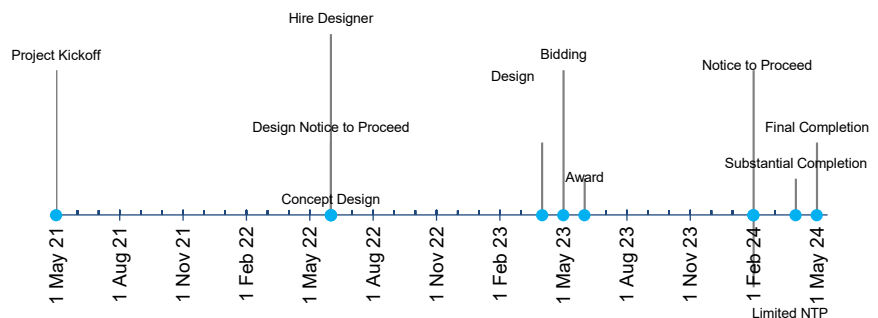 Hire Designer
Project Kickoff
Bidding
Design
Notice to Proceed
Design Notice to Proceed
Final Completion
Substantial Completion
Award
Concept Design
1 May 21
1 Aug 21
1 Nov 21
1 Feb 22
1 May 22
1 Aug 22
1 Nov 22
1 Feb 23
1 May 23
1 Aug 23
1 Nov 23
1 Feb 24
1 May 24
Limited NTP